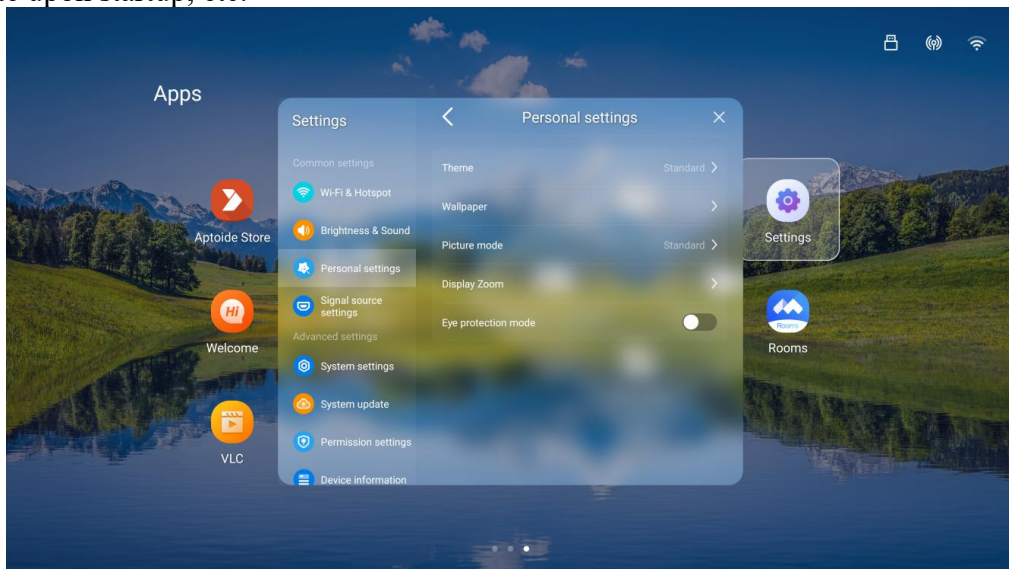 Apps
Settings
Personal settings
Common settings
Wi-Fi & Hotspot
Brightness & Sound
Personal settings
Signal source
settings
Advanced settings
System settings
System update
Permission settings
Device information
Theme
Standard
Wallpaper
Picture mode
Standard
Display Zoom
Eye protection mode
Aptoide Store
Hi
Welcome
VLC
Settings
Rooms
Rooms